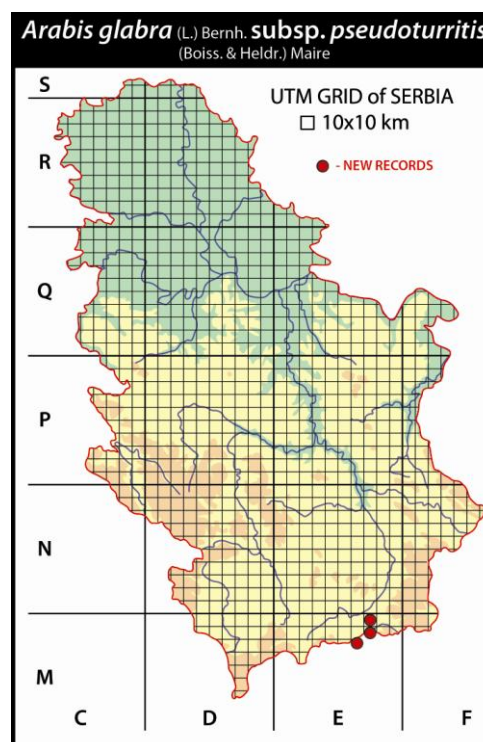 Arabis glabra (L.) Bernh. subsp. pseudoturritis
(Boiss. & Heldr.) Maire
UTM GRID of SERBIA
10x10 km
- NEW RECORDS
S
R
Q
P
N
M
C D E F